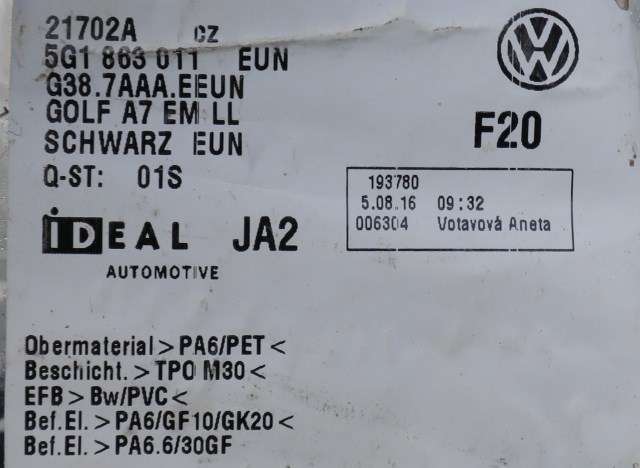 21702A CZ
5G1 863 011 EUN
G38.7AAA.EEUN
GOLF A7 EM LL
SCHWARZ EUN
Q-ST: 01S
VW
F20
193780
5.08.16 09:32
006304 Votavová Aneta
iDEAL JA2
AUTOMOTIVE
Obermaterial > PA6/PET <
Beschicht. > TPO M30 <
EFB > Bw/PVC <
Bef.El. > PA6/GF10/GK20 <
Bef.El. > PA6.6/30GF